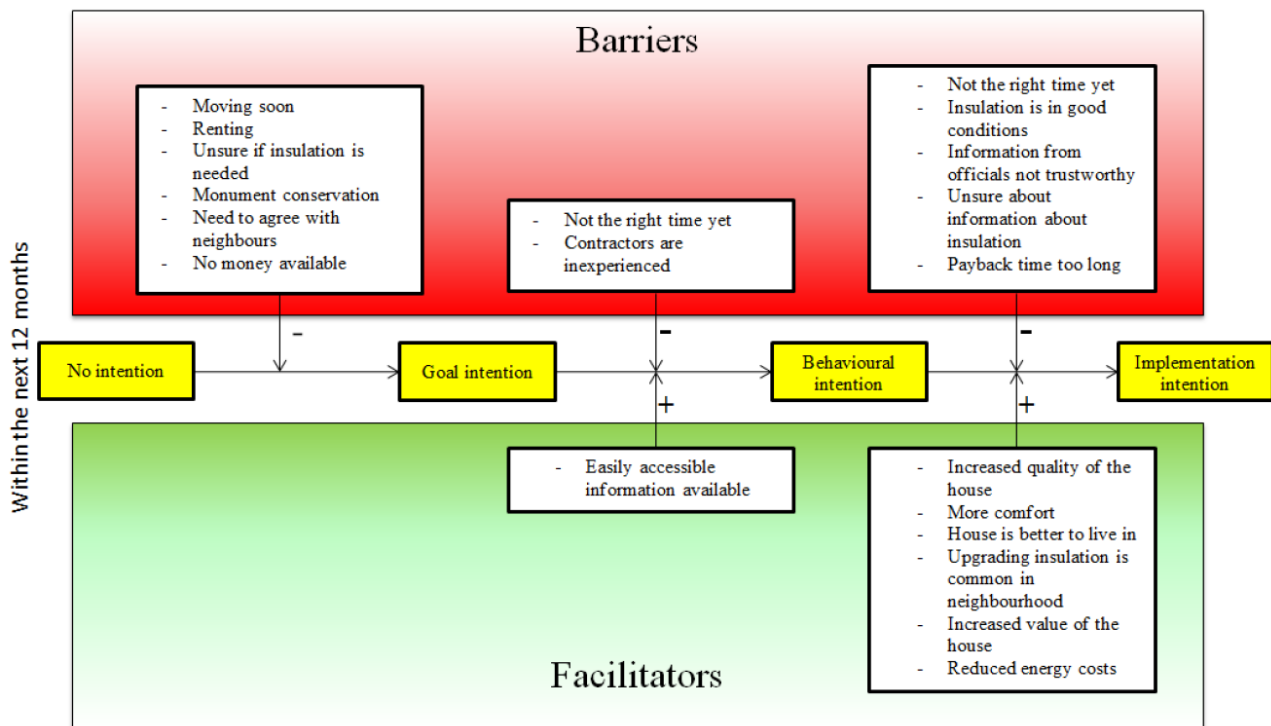 Barriers
- Moving soon
- Renting
- Unsure if insulation is
needed
- Monument conservation
- Need to agree with
neighbours
- No money available
- Not the right time yet
- Contractors are
inexperienced
- Not the right time yet
- Insulation is in good
conditions
- Information from
officials not trustworthy
- Unsure about
information about
insulation
- Payback time too long
Within the next 12 months
-
-
-
No intention
Goal intention
Behavioural
intention
Implementation
intention
+
+
- Easily accessible
information available
- Increased quality of the
house
- More comfort
- House is better to live in
- Upgrading insulation is
common in
neighbourhood
- Increased value of the
house
- Reduced energy costs
Facilitators